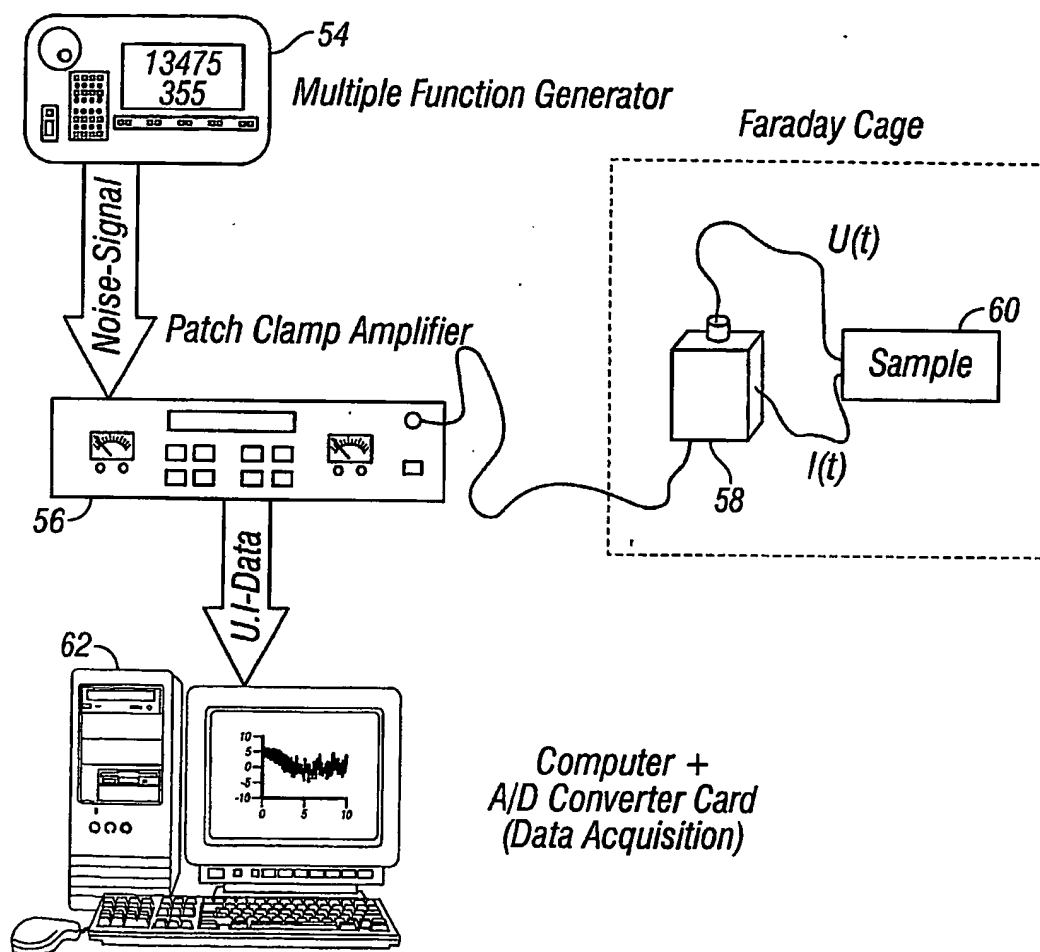 54
13475
355
Multiple Function Generator
Faraday Cage
Noise-Signal
U(t)
60
Sample
Patch Clamp Amplifier
I(t)
58
56
U.I-Data
62
10
5
0
-5
-10
0
5
10
Computer +
A/D Converter Card
(Data Acquisition)